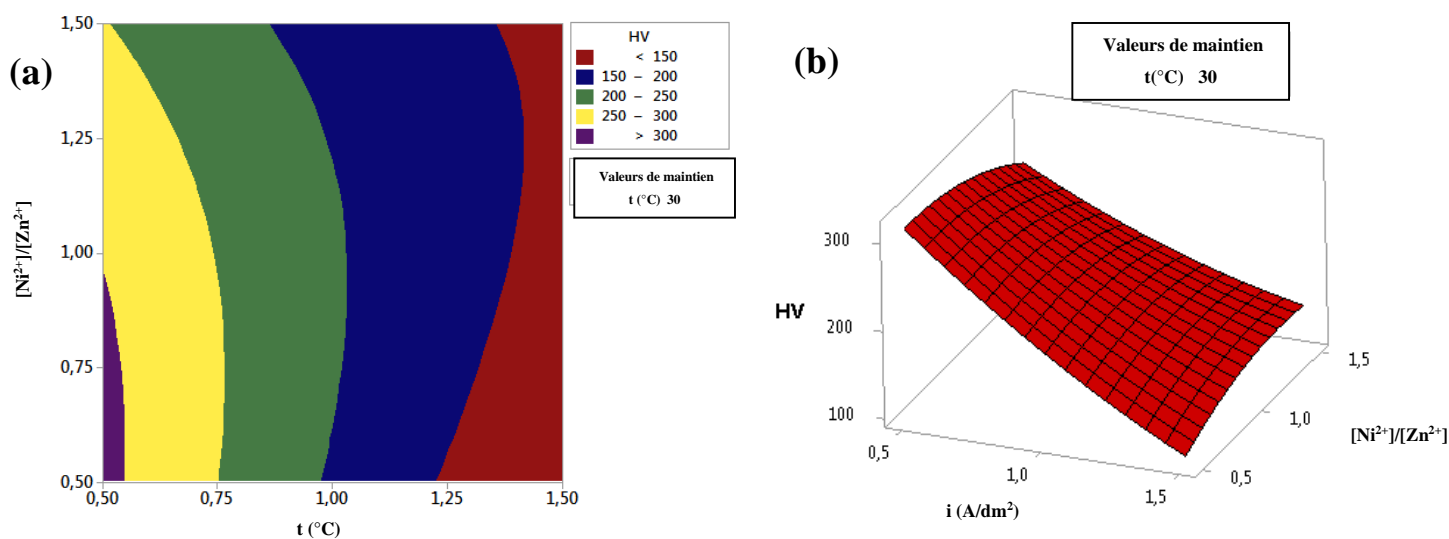 (a)
1,50
1,25
1,00
0,75
0,50
[Ni²⁺]/[Zn²⁺]
0,50 0,75 1,00 1,25 1,50
t (°C)
HV
< 150
150 – 200
200 – 250
250 – 300
> 300
Valeurs de maintien
t (°C) 30
(b)
Valeurs de maintien
t(°C) 30
300
200
100
HV
0,5
1,0
1,5
i (A/dm²)
1,5
1,0
0,5
[Ni²⁺]/[Zn²⁺]